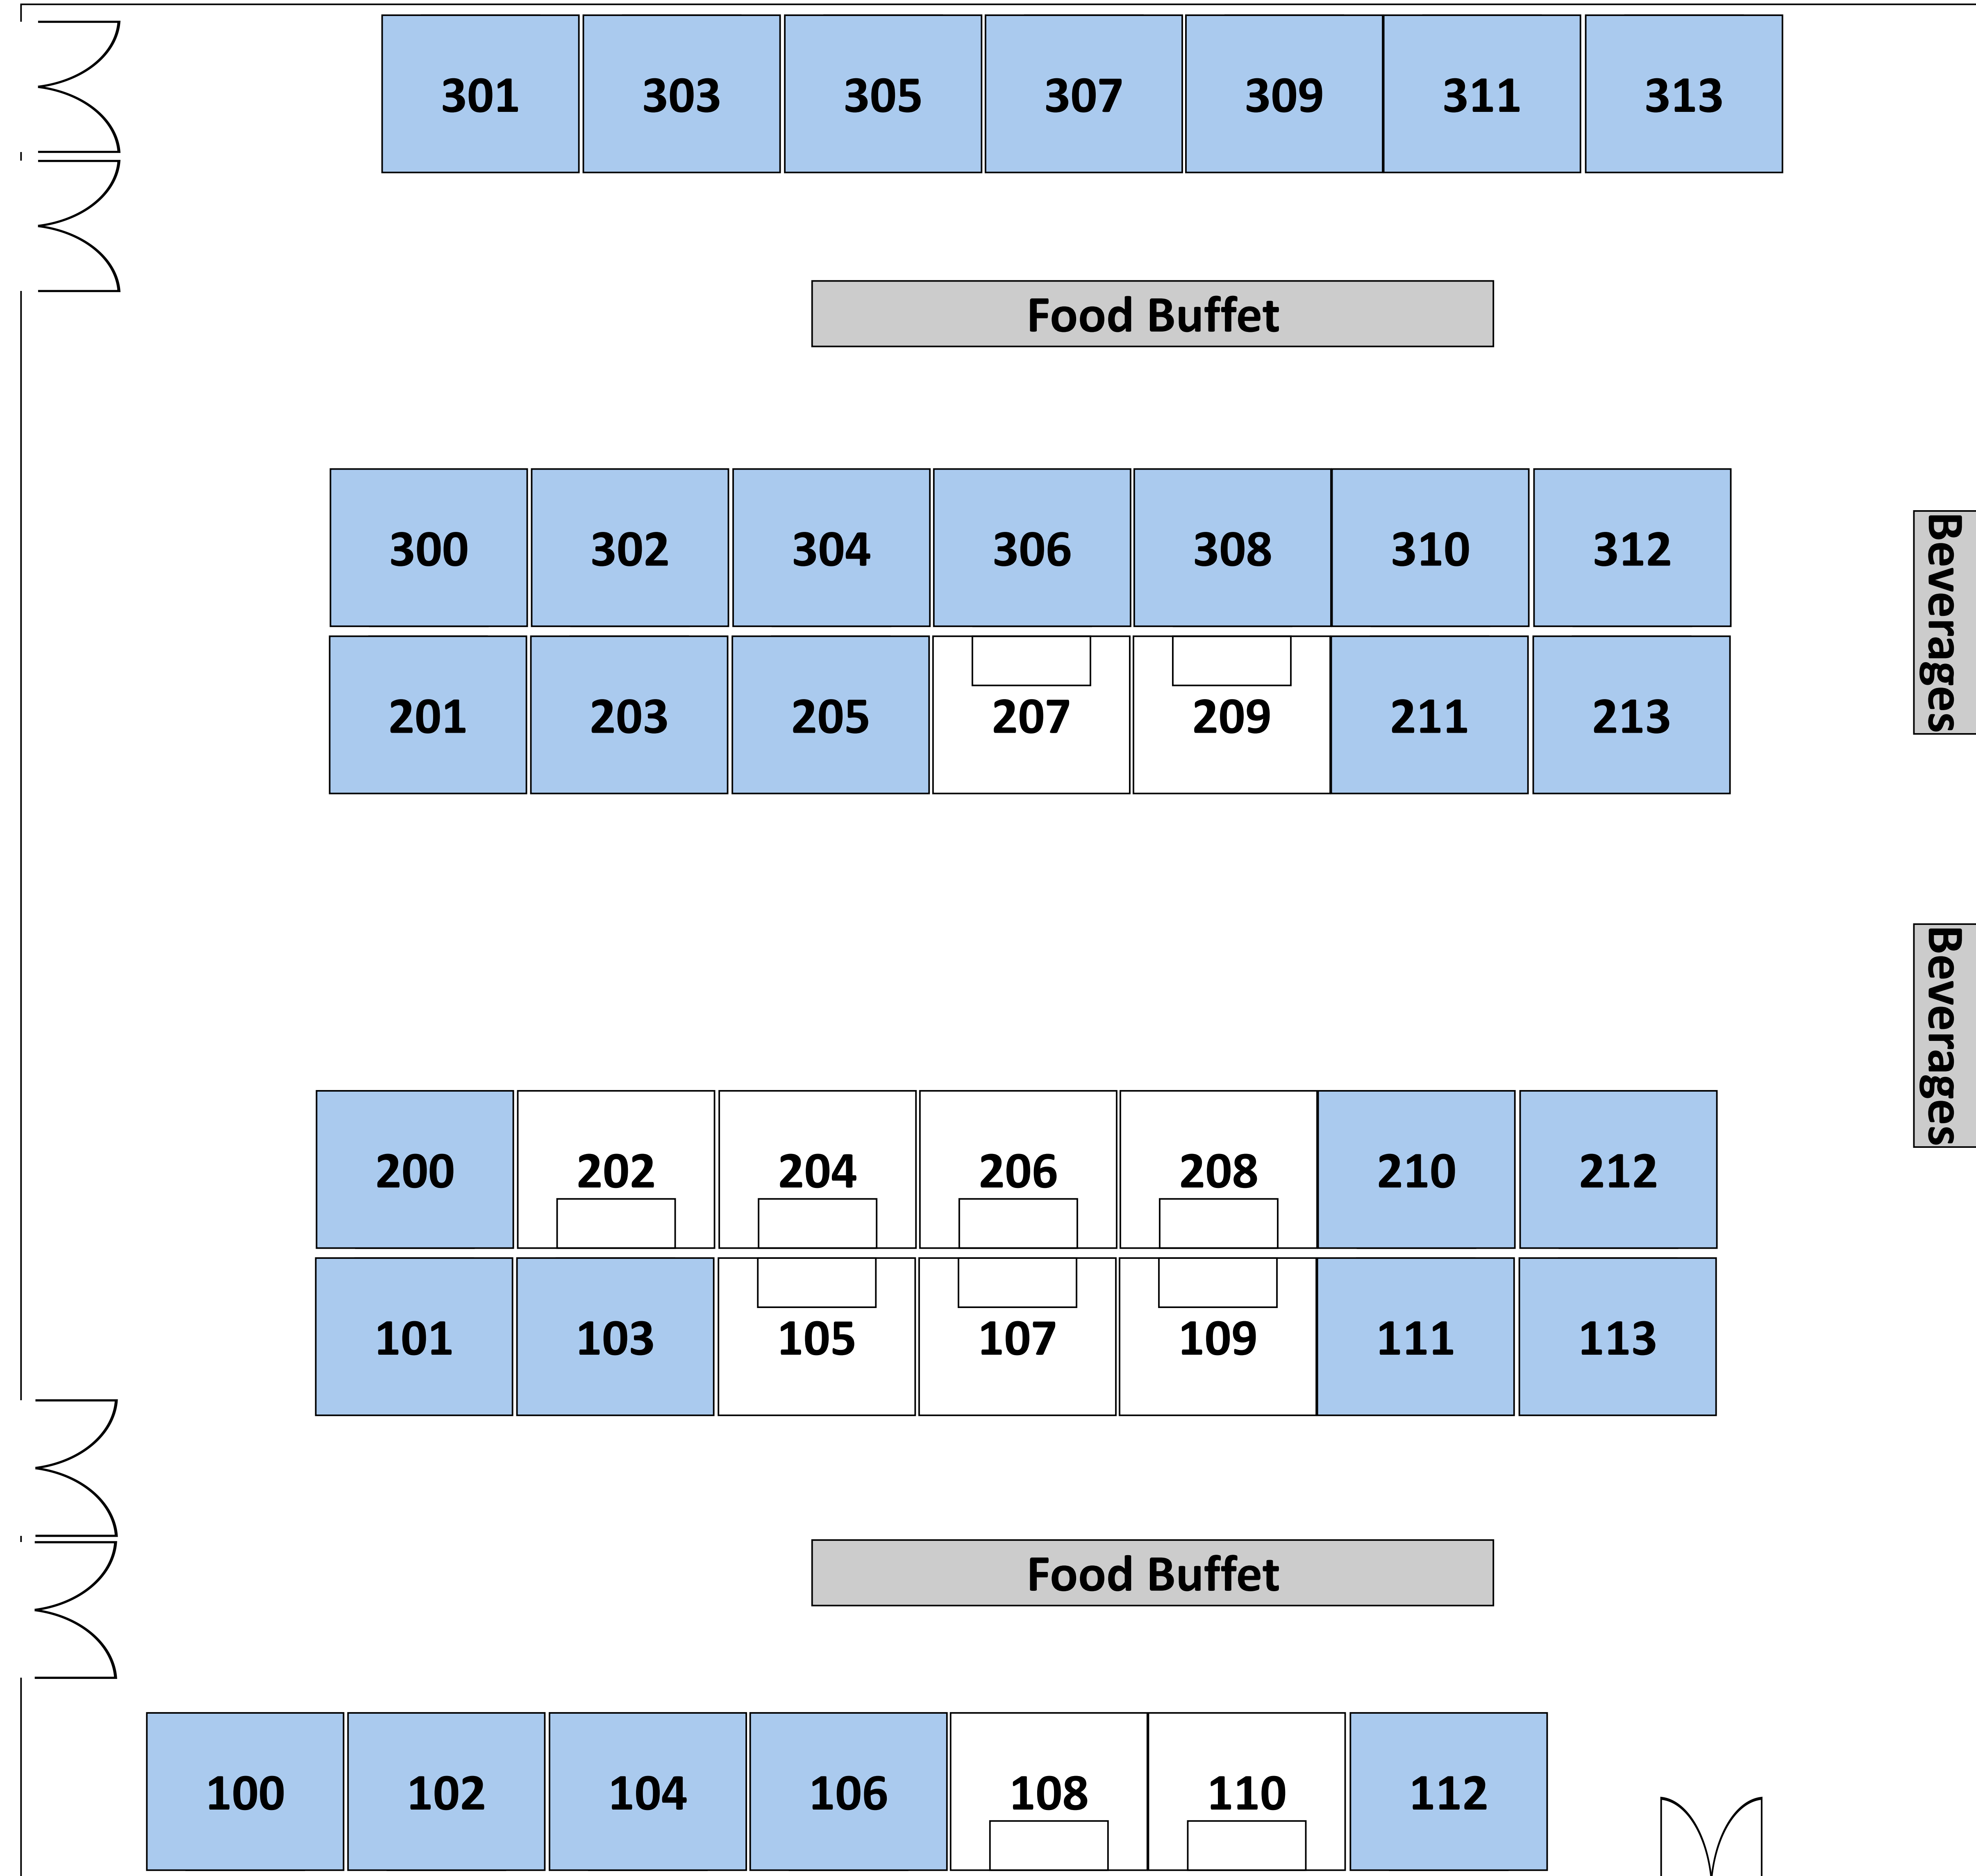 301 303 305 307 309 311 313
Food Buffet
300 302 304 306 308 310 312
Beverages
201 203 205 207 209 211 213
Beverages
200 202 204 206 208 210 212
101 103 105 107 109 111 113
Food Buffet
100 102 104 106 108 110 112